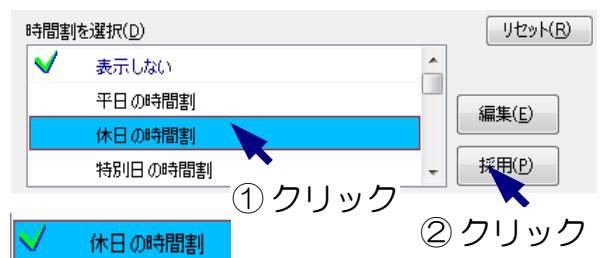 時間割を選択(D)
リセット(R)
表示しない
平日の時間割
休日の時間割
特別日の時間割
編集(E)
採用(P)
① クリック
② クリック
休日の時間割